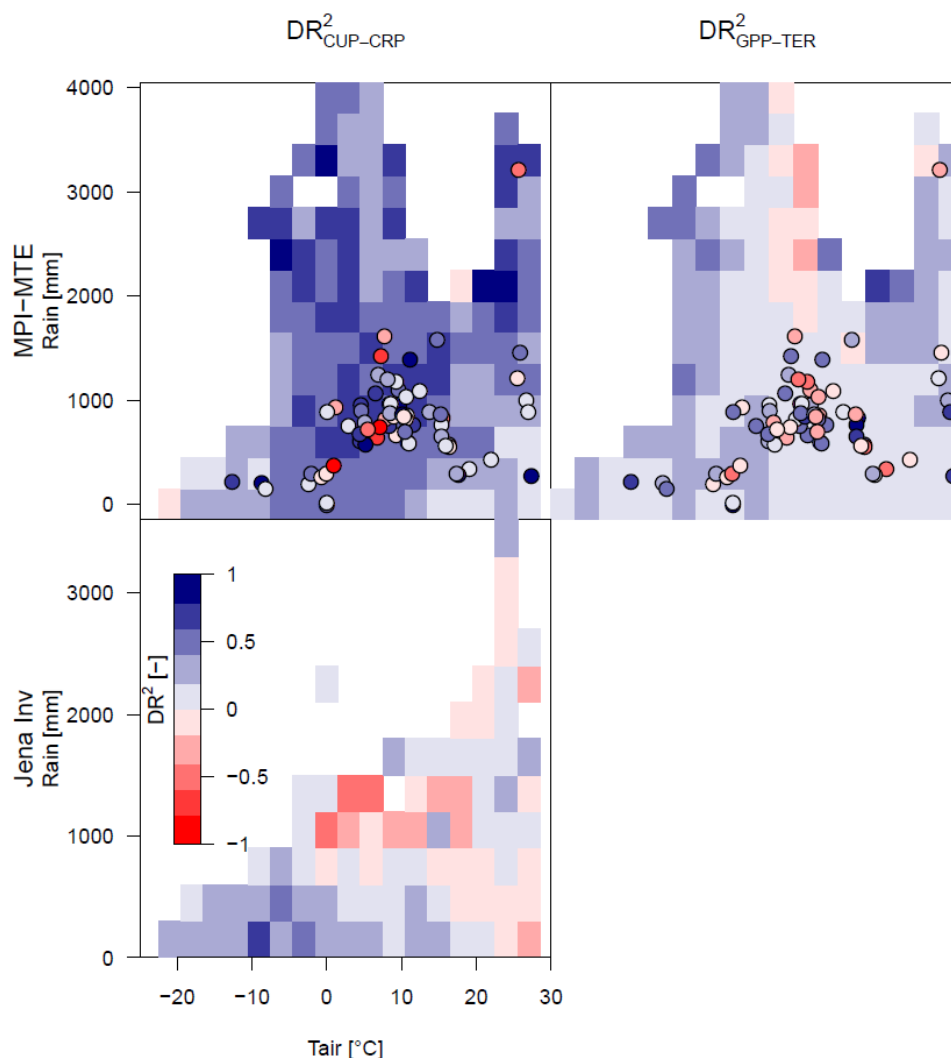 DR²CUP–CRP
DR²GPP–TER
4000
3000
2000
1000
0
MPI−MTE
Rain [mm]
3000
2000
1000
0
Jena Inv
Rain [mm]
DR² [−]
1
0.5
0
−0.5
−1
−20
−10
0
10
20
30
Tair [°C]